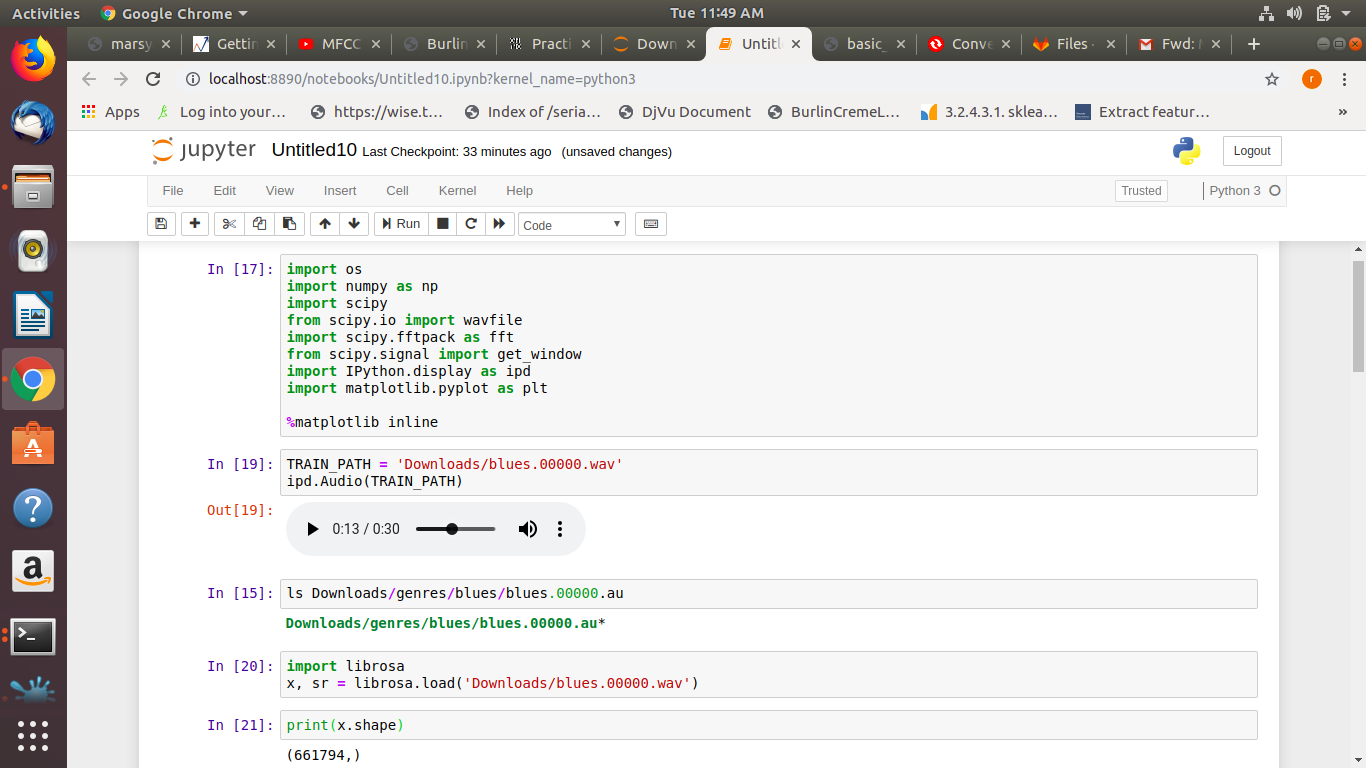 Activities Google Chrome Tue 11:49 AM
marsy Gettin MFCC Burlin Practi Down Untitl basic_ Conve Files - Fwd: M
localhost:8890/notebooks/Untitled10.ipynb?kernel_name=python3 r
Apps Log into your… https://wise.t… Index of /seria… DjVu Document BurlinCremeL… 3.2.4.3.1. sklea… Extract featur… »
jupyter Untitled10 Last Checkpoint: 33 minutes ago (unsaved changes) Logout
File Edit View Insert Cell Kernel Help Trusted Python 3
Run Code
In [17]: import os
import numpy as np
import scipy
from scipy.io import wavfile
import scipy.fftpack as fft
from scipy.signal import get_window
import IPython.display as ipd
import matplotlib.pyplot as plt
%matplotlib inline
In [19]: TRAIN_PATH = 'Downloads/blues.00000.wav'
ipd.Audio(TRAIN_PATH)
Out[19]: 0:13 / 0:30
In [15]: ls Downloads/genres/blues/blues.00000.au
Downloads/genres/blues/blues.00000.au*
In [20]: import librosa
x, sr = librosa.load('Downloads/blues.00000.wav')
In [21]: print(x.shape)
(661794,)